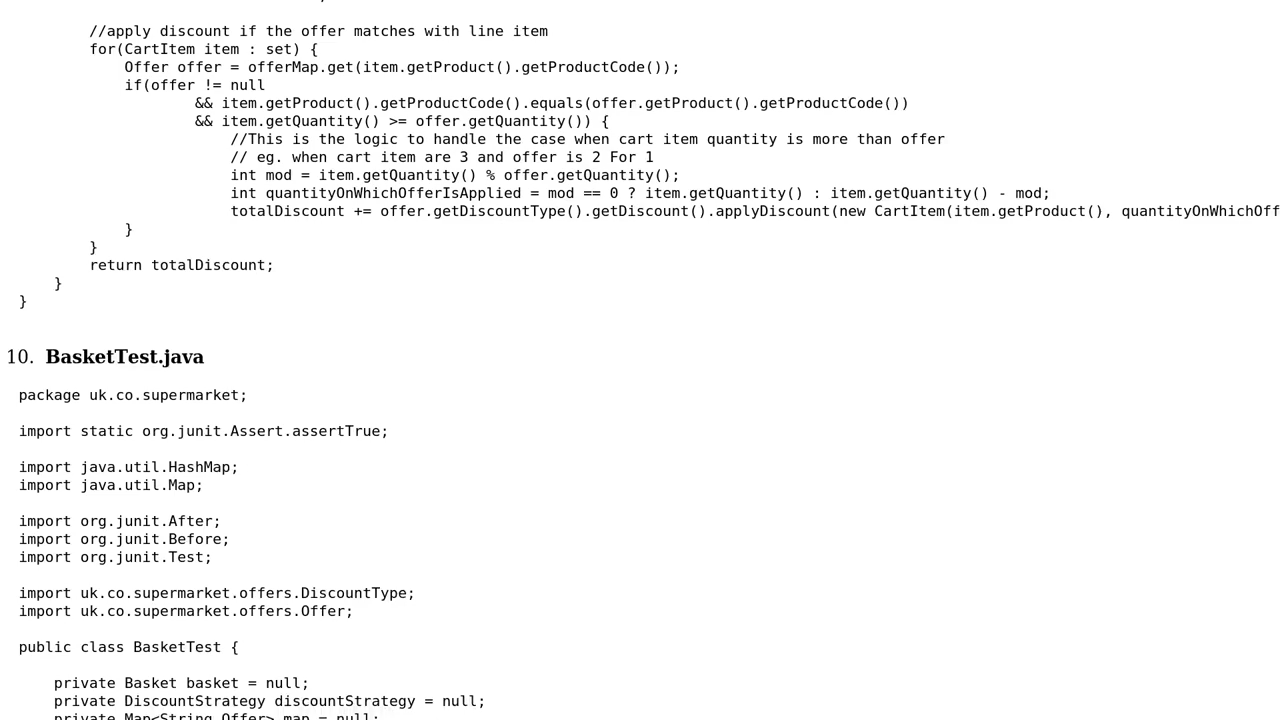 //apply discount if the offer matches with line item
for(CartItem item : set) {
Offer offer = offerMap.get(item.getProduct().getProductCode());
if(offer != null
&& item.getProduct().getProductCode().equals(offer.getProduct().getProductCode())
&& item.getQuantity() >= offer.getQuantity()) {
//This is the logic to handle the case when cart item quantity is more than offer
// eg. when cart item are 3 and offer is 2 For 1
int mod = item.getQuantity() % offer.getQuantity();
int quantityOnWhichOfferIsApplied = mod == 0 ? item.getQuantity() : item.getQuantity() - mod;
totalDiscount += offer.getDiscountType().getDiscount().applyDiscount(new CartItem(item.getProduct(), quantityOnWhichOff
}
}
return totalDiscount;
}
}
10. BasketTest.java
package uk.co.supermarket;
import static org.junit.Assert.assertTrue;
import java.util.HashMap;
import java.util.Map;
import org.junit.After;
import org.junit.Before;
import org.junit.Test;
import uk.co.supermarket.offers.DiscountType;
import uk.co.supermarket.offers.Offer;
public class BasketTest {
private Basket basket = null;
private DiscountStrategy discountStrategy = null;
private Map<String,Offer> map = null;